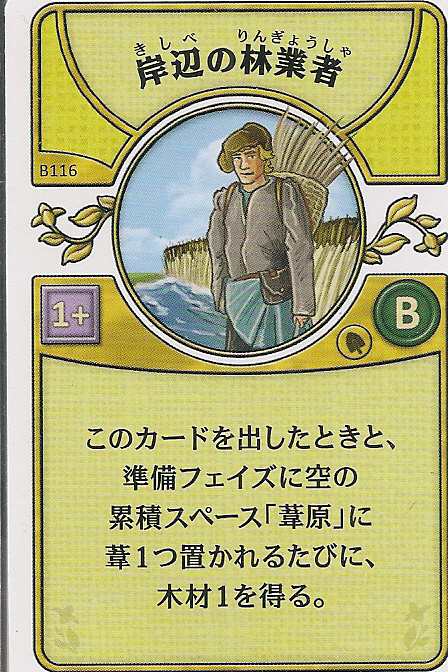 きしべ りんぎょうしゃ
岸辺の林業者
B116
1+
B
このカードを出したときと、
準備フェイズに空の
累積スペース「葦原」に
葦1つ置かれるたびに、
木材1を得る。